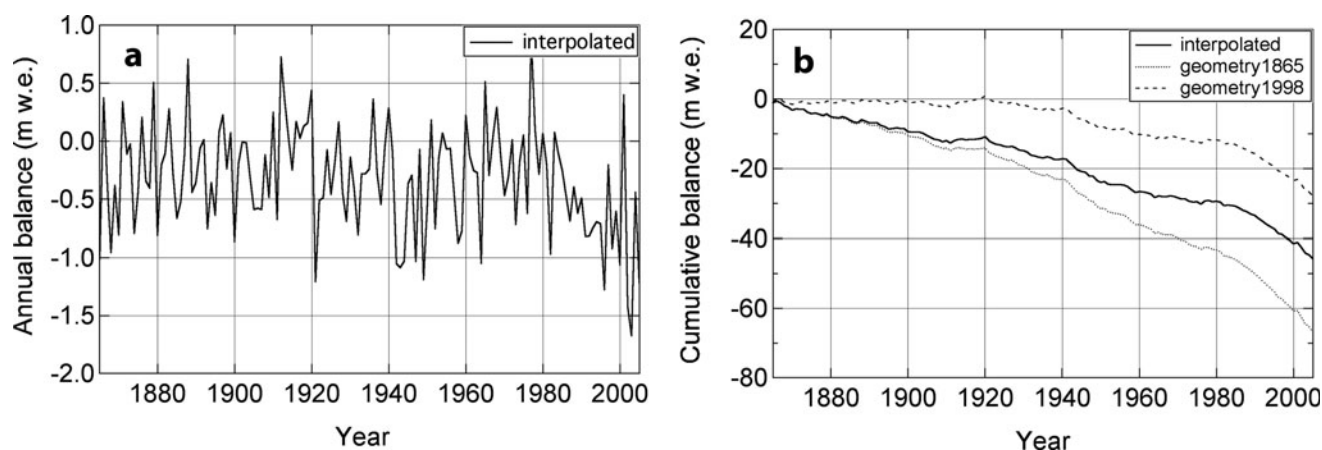 a
interpolated
Annual balance (m w.e.)
1.0
0.5
0.0
-0.5
-1.0
-1.5
-2.0
1880 1900 1920 1940 1960 1980 2000
Year
b
interpolated
geometry1865
geometry1998
Cumulative balance (m w.e.)
20
0
-20
-40
-60
-80
1880 1900 1920 1940 1960 1980 2000
Year